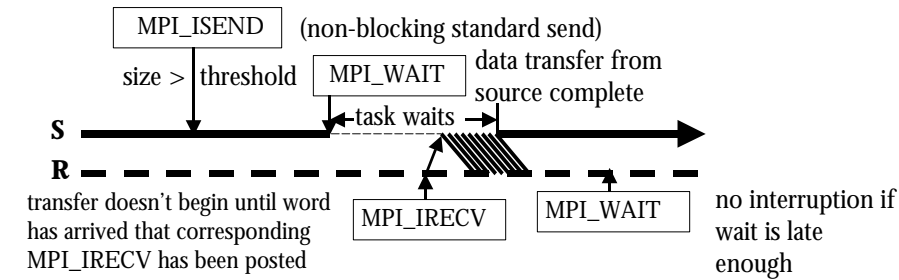 MPI_ISEND
(non-blocking standard send)
size > threshold
MPI_WAIT
data transfer from
source complete
task waits
S
R
transfer doesn't begin until word
has arrived that corresponding
MPI_IRECV has been posted
MPI_IRECV
MPI_WAIT
no interruption if
wait is late
enough